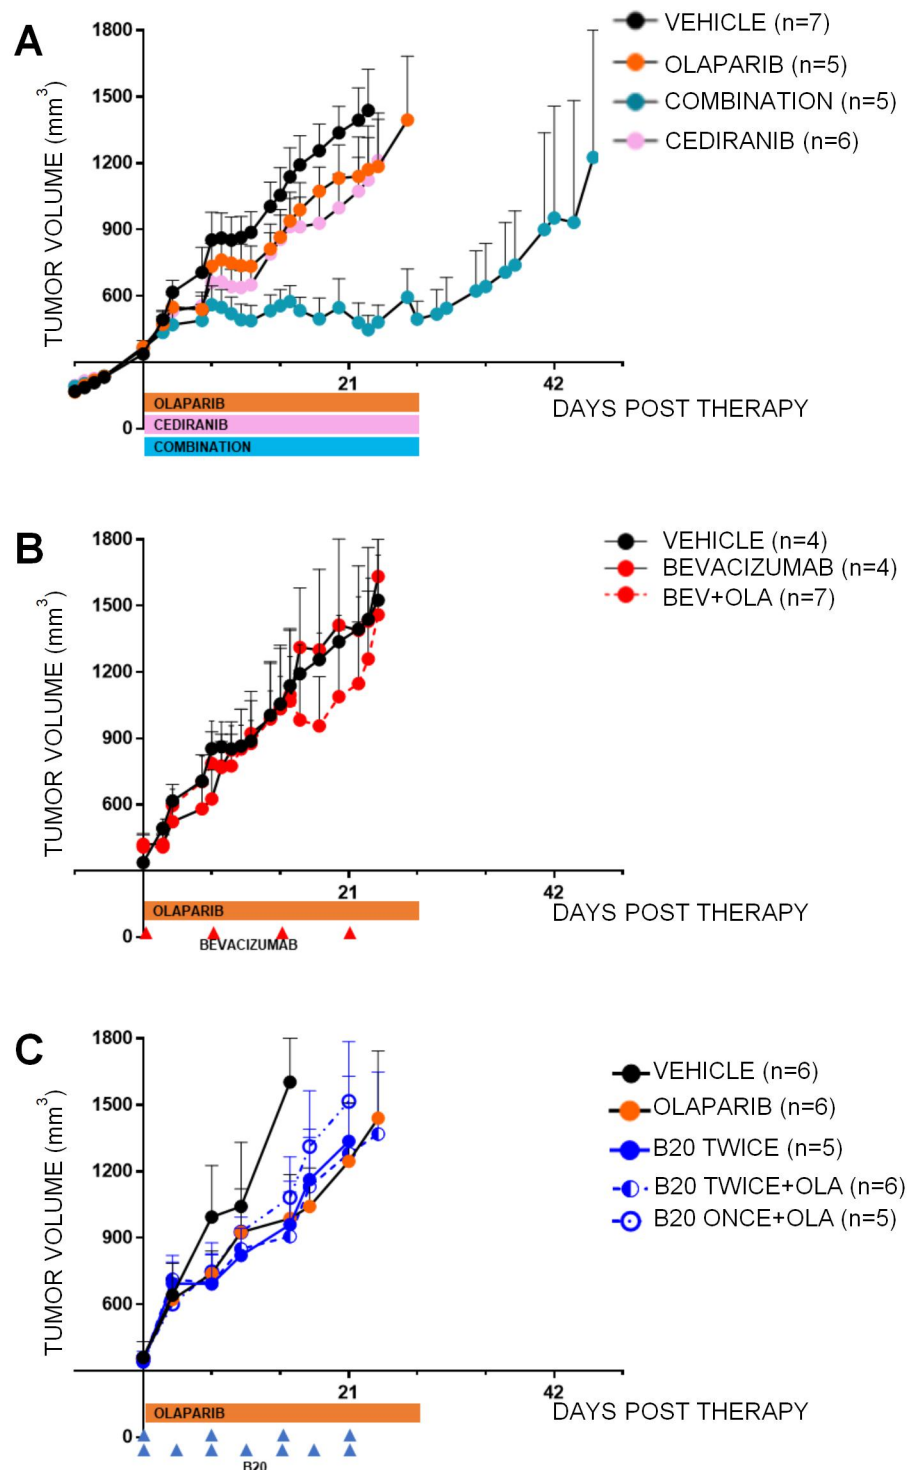 A
VEHICLE (n=7)
OLAPARIB (n=5)
COMBINATION (n=5)
CEDIRANIB (n=6)
TUMOR VOLUME (mm3)
1800
1500
1200
900
600
0
21
42
DAYS POST THERAPY
OLAPARIB
CEDIRANIB
COMBINATION
B
VEHICLE (n=4)
BEVACIZUMAB (n=4)
BEV+OLA (n=7)
TUMOR VOLUME (mm3)
1800
1500
1200
900
600
0
21
42
DAYS POST THERAPY
OLAPARIB
BEVACIZUMAB
C
VEHICLE (n=6)
OLAPARIB (n=6)
B20 TWICE (n=5)
B20 TWICE+OLA (n=6)
B20 ONCE+OLA (n=5)
TUMOR VOLUME (mm3)
1800
1500
1200
900
600
0
21
42
DAYS POST THERAPY
OLAPARIB
B20